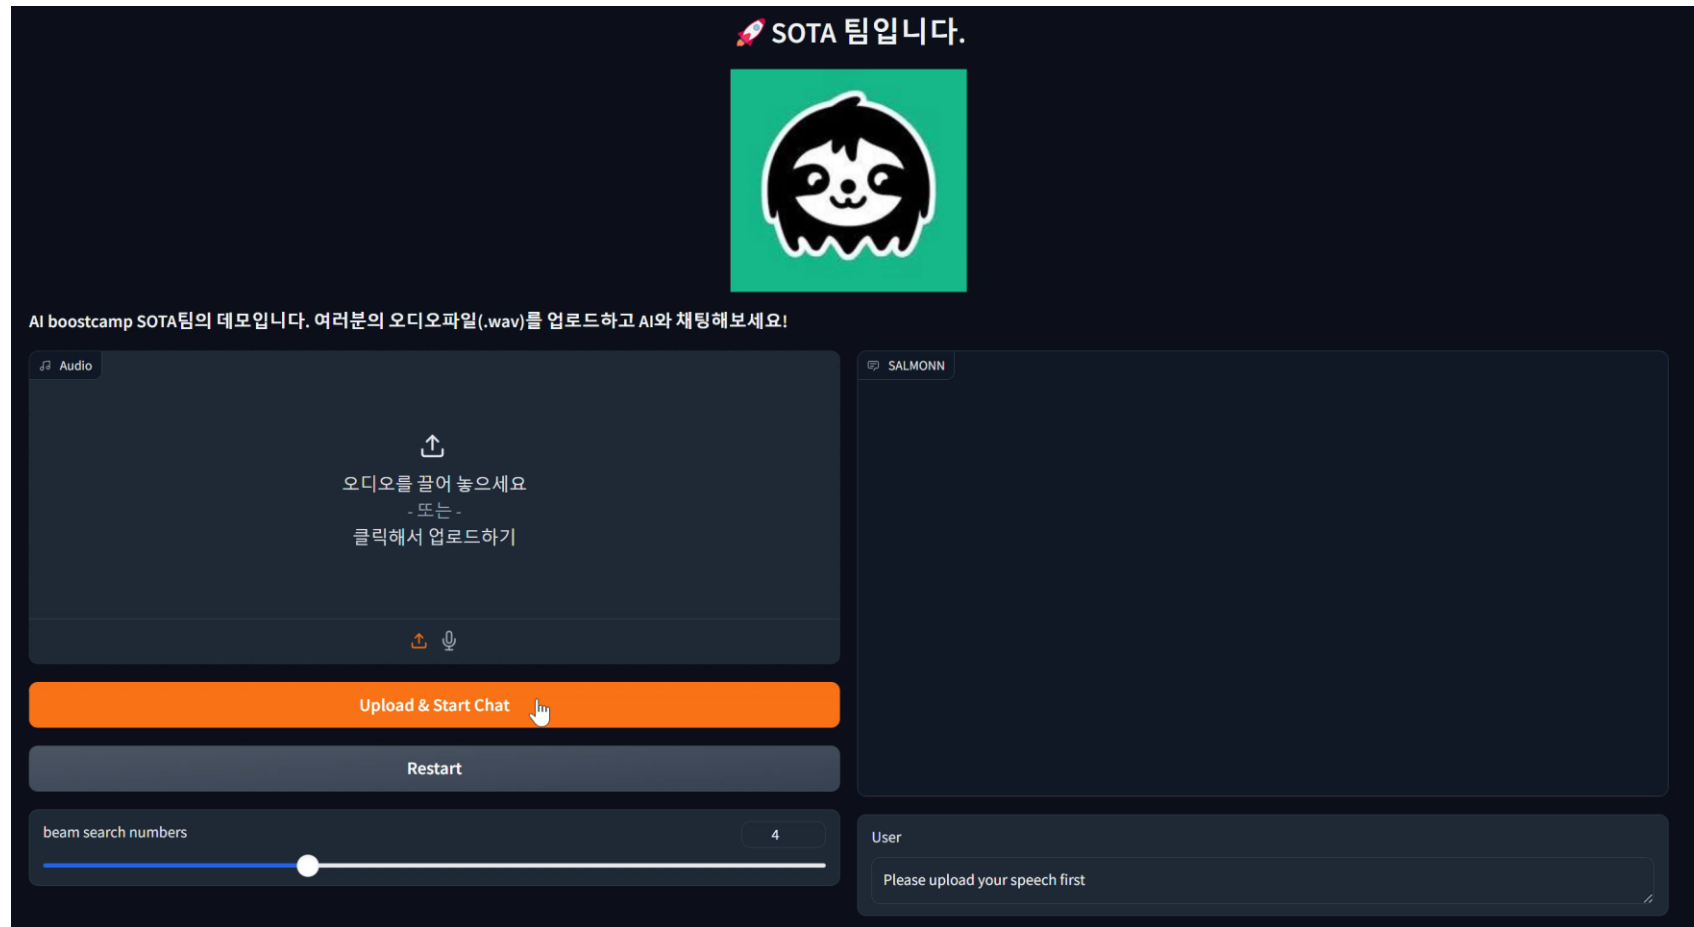 🚀 SOTA 팀입니다.
AI boostcamp SOTA팀의 데모입니다. 여러분의 오디오파일(.wav)를 업로드하고 AI와 채팅해보세요!
Audio
오디오를 끌어 놓으세요
- 또는 -
클릭해서 업로드하기
Upload & Start Chat
Restart
beam search numbers
4
SALMONN
User
Please upload your speech first